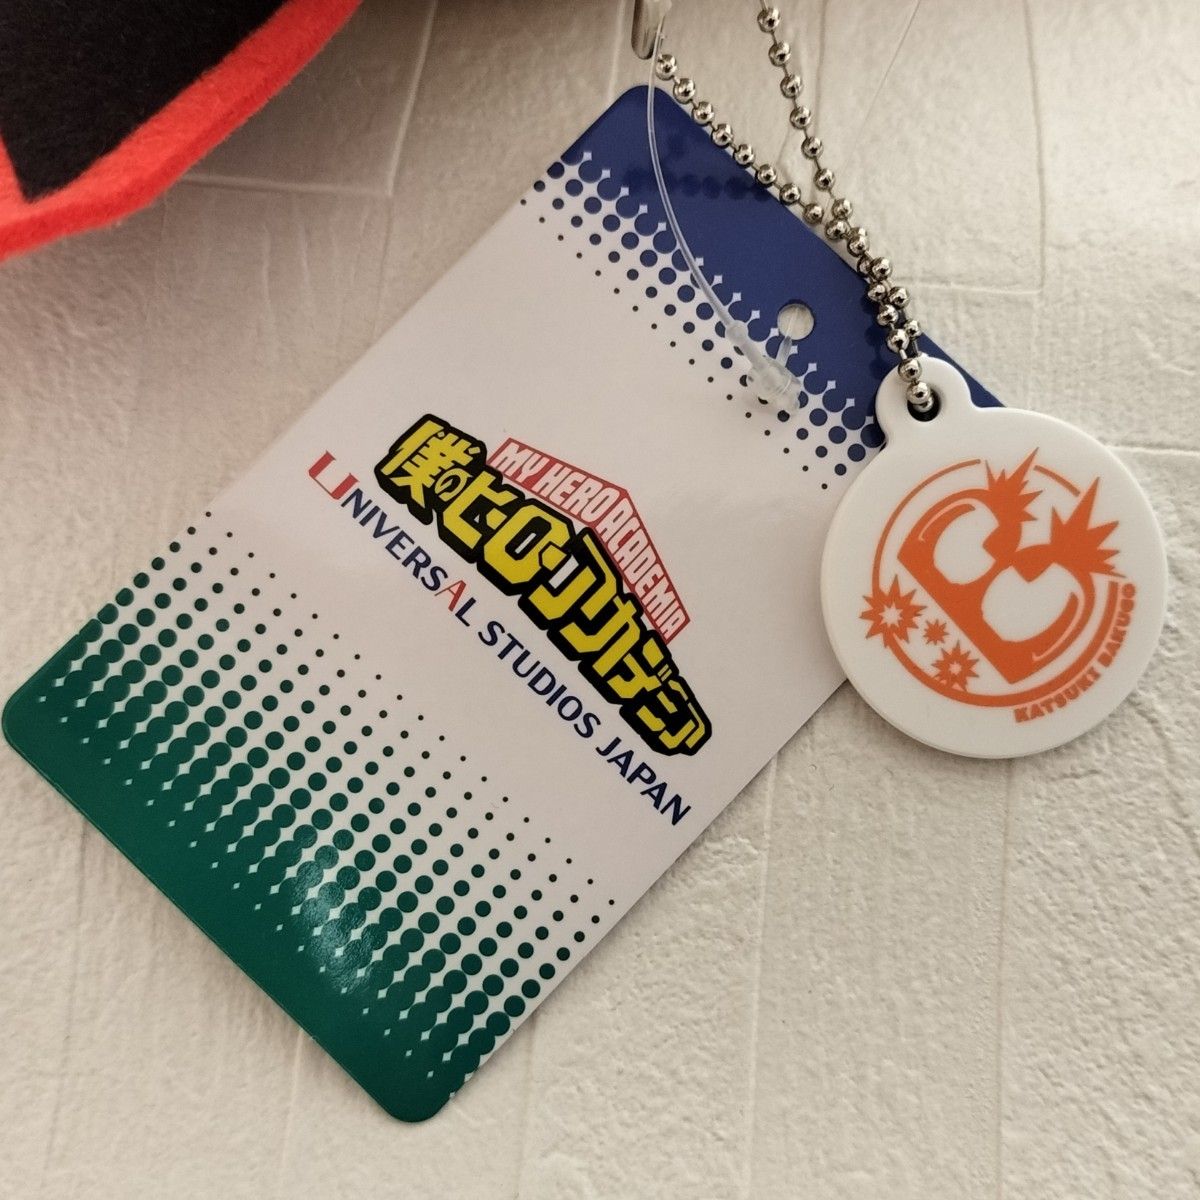 MY HERO ACADEMIA
僕のヒーローアカデミア
UNIVERSAL STUDIOS JAPAN
KATSUKI BAKUGO